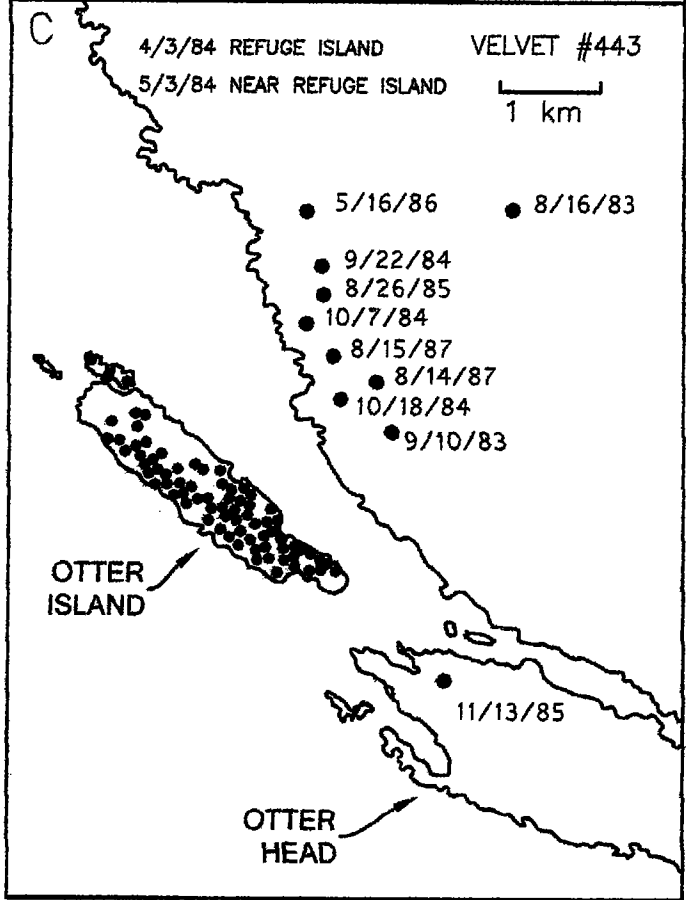 C
4/3/84 REFUGE ISLAND
VELVET #443
5/3/84 NEAR REFUGE ISLAND
1 km
5/16/86
8/16/83
9/22/84
8/26/85
10/7/84
8/15/87
8/14/87
10/18/84
9/10/83
OTTER
ISLAND
11/13/85
OTTER
HEAD